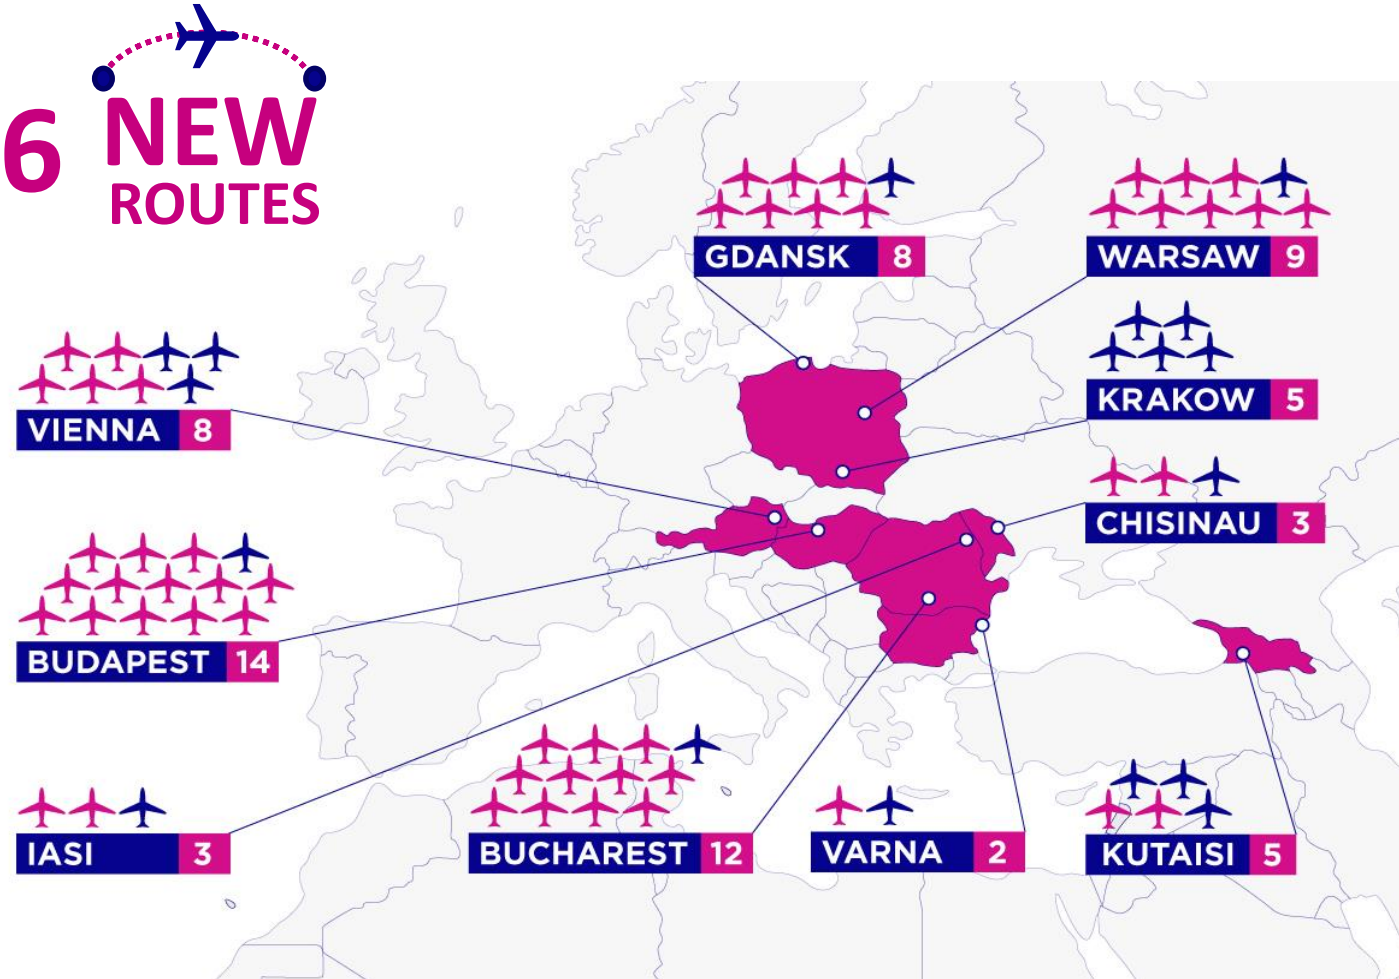 6 NEW
ROUTES
GDANSK 8
WARSAW 9
KRAKOW 5
VIENNA 8
CHISINAU 3
BUDAPEST 14
IASI 3
BUCHAREST 12
VARNA 2
KUTAISI 5